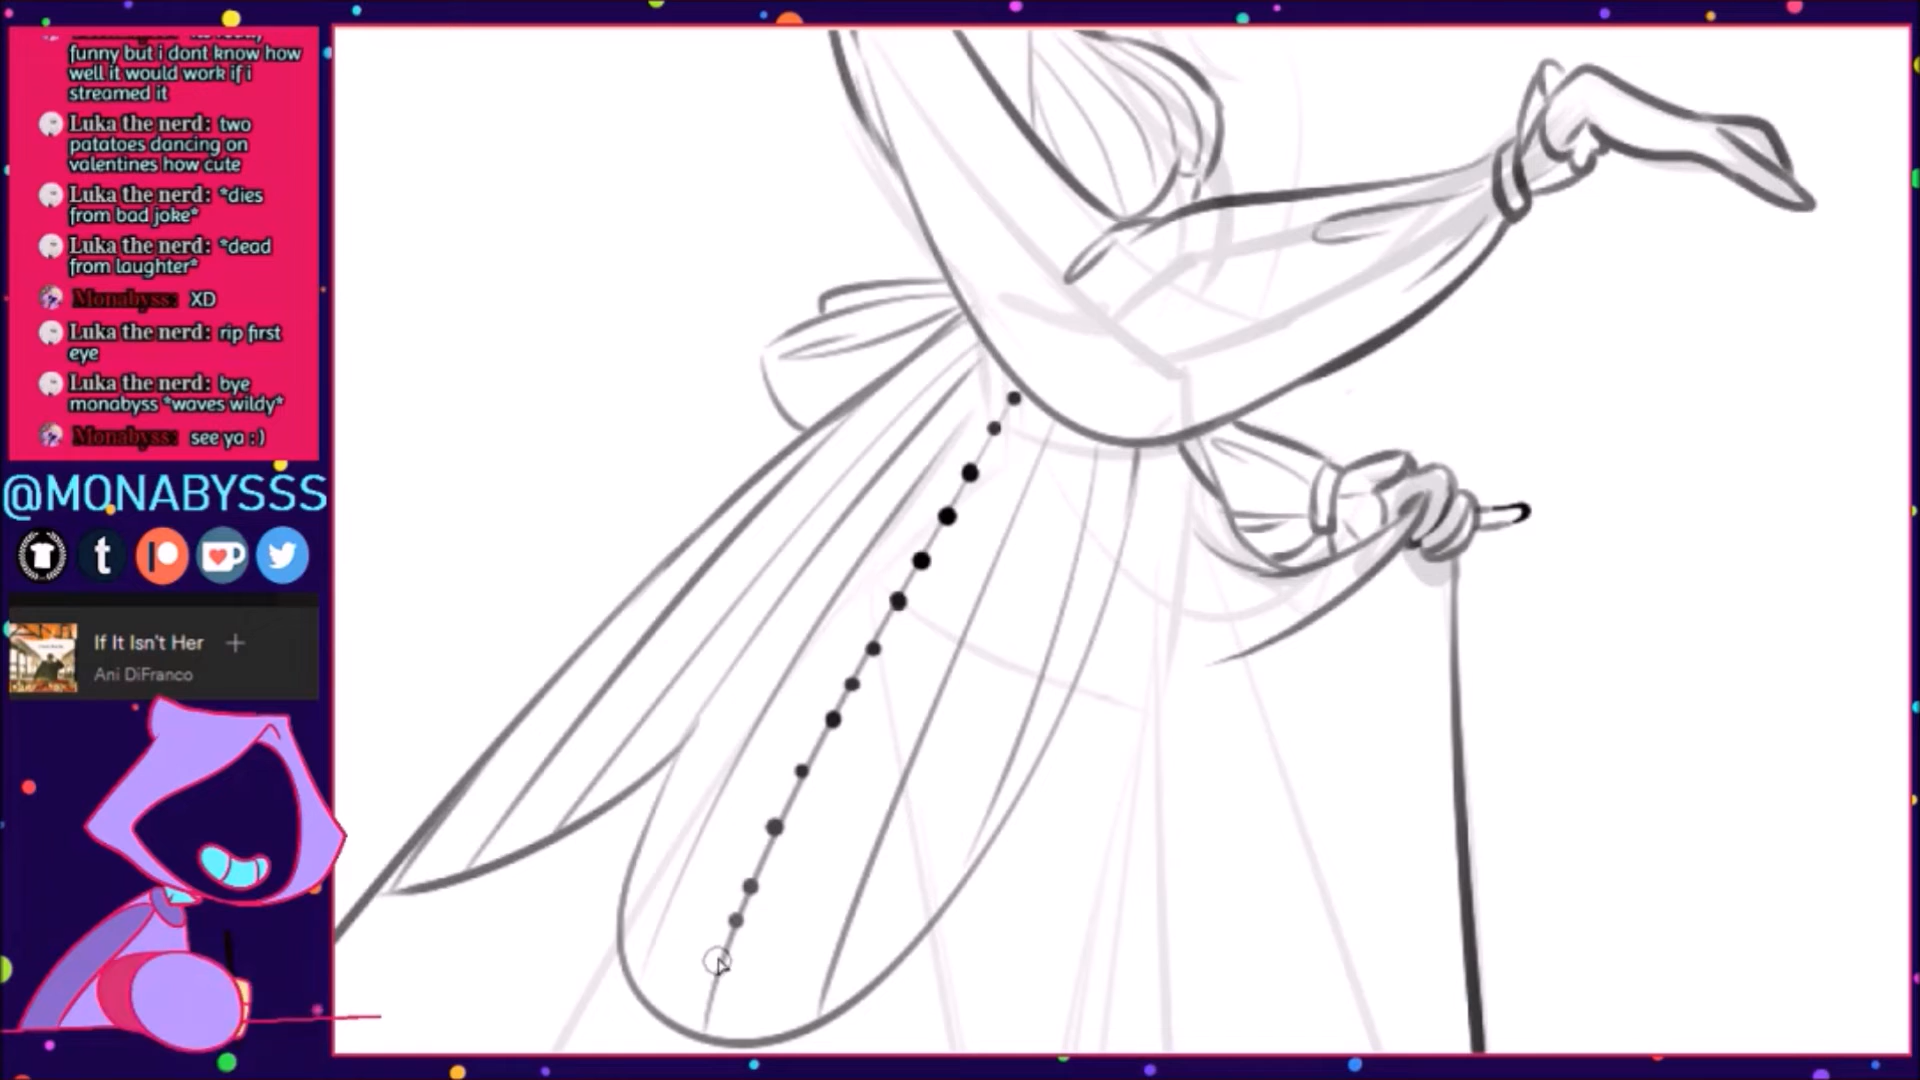 funny but i dont know how
well it would work if i
streamed it
Luka the nerd: two
patatoes dancing on
valentines how cute
Luka the nerd: *dies
from bad joke*
Luka the nerd: *dead
from laughter*
Monabyss: XD
Luka the nerd: rip first
eye
Luka the nerd: bye
monabyss *waves wildy*
Monabyss: see ya :)
@MONABYSSS
t
If It Isn't Her +
Ani DiFranco